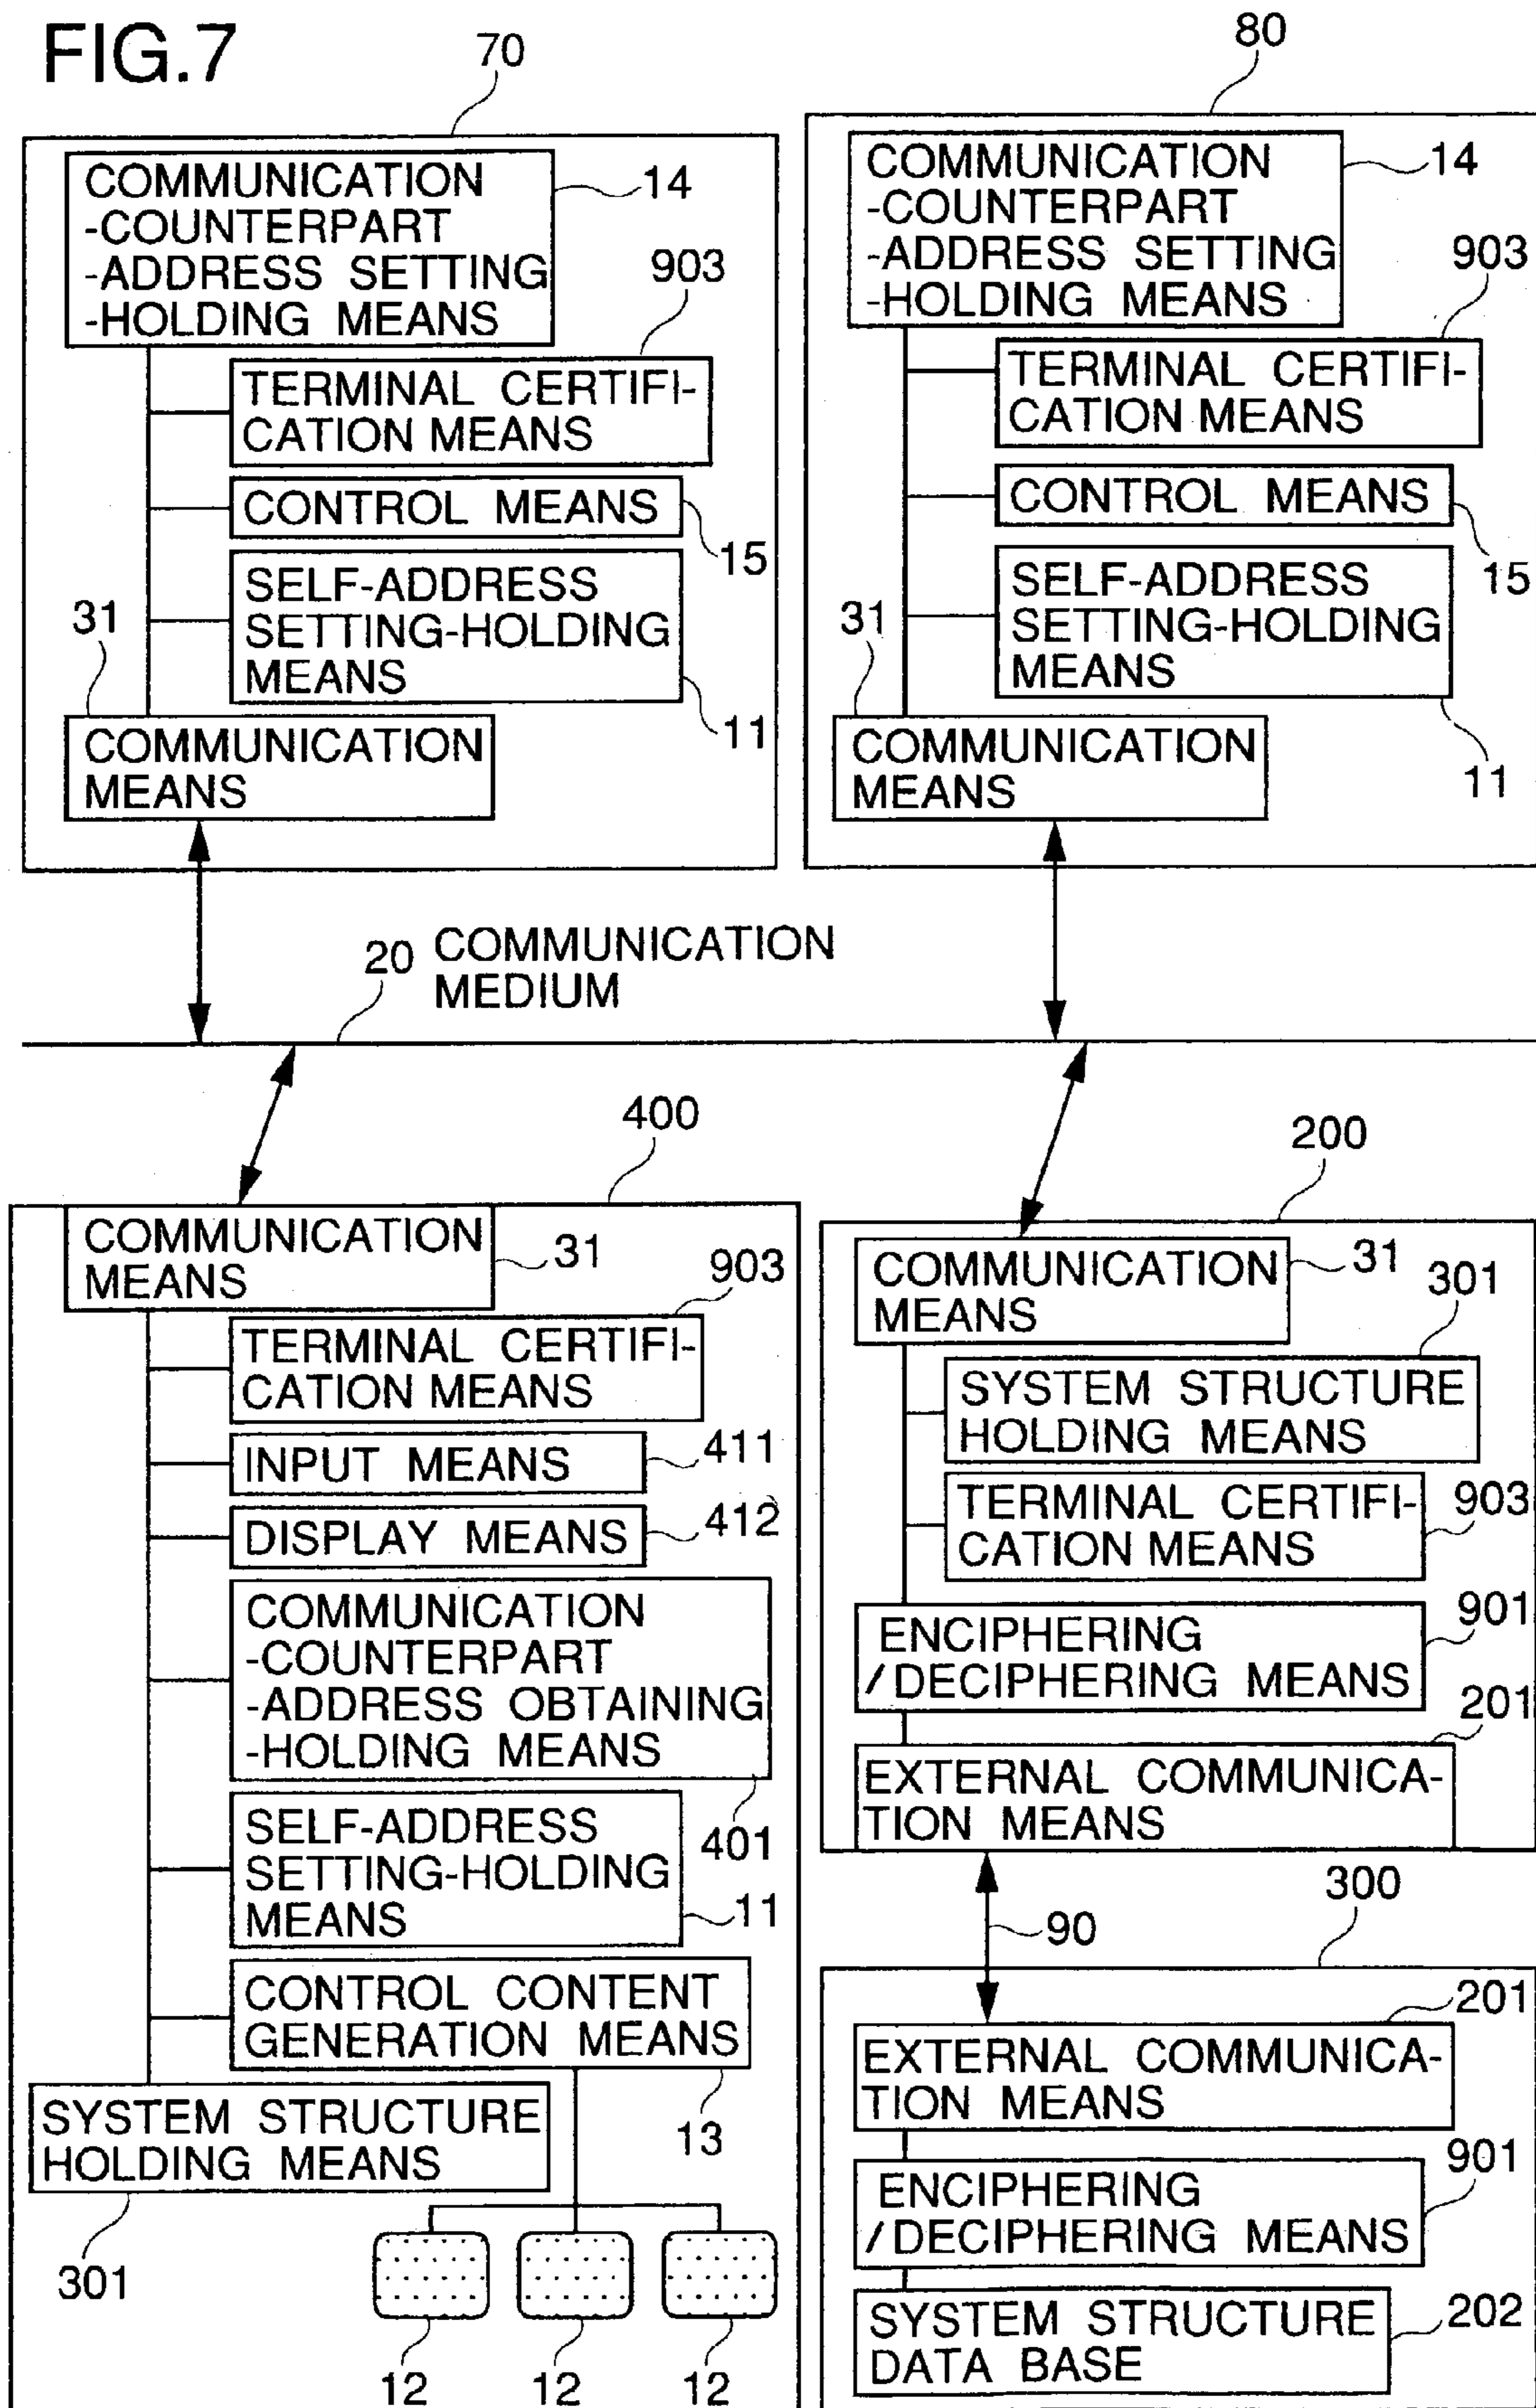 FIG.7
70
COMMUNICATION
-COUNTERPART
-ADDRESS SETTING
-HOLDING MEANS
14
903
TERMINAL CERTIFI-
CATION MEANS
CONTROL MEANS
15
SELF-ADDRESS
SETTING-HOLDING
MEANS
11
31
COMMUNICATION
MEANS
80
COMMUNICATION
-COUNTERPART
-ADDRESS SETTING
-HOLDING MEANS
14
903
TERMINAL CERTIFI-
CATION MEANS
CONTROL MEANS
15
SELF-ADDRESS
SETTING-HOLDING
MEANS
11
31
COMMUNICATION
MEANS
20
COMMUNICATION
MEDIUM
400
COMMUNICATION
MEANS
31
903
TERMINAL CERTIFI-
CATION MEANS
INPUT MEANS
411
DISPLAY MEANS
412
COMMUNICATION
-COUNTERPART
-ADDRESS OBTAINING
-HOLDING MEANS
401
SELF-ADDRESS
SETTING-HOLDING
MEANS
11
CONTROL CONTENT
GENERATION MEANS
13
SYSTEM STRUCTURE
HOLDING MEANS
301
12
12
12
200
COMMUNICATION
MEANS
31
301
SYSTEM STRUCTURE
HOLDING MEANS
TERMINAL CERTIFI-
CATION MEANS
903
ENCIPHERING
/DECIPHERING MEANS
901
201
EXTERNAL COMMUNICA-
TION MEANS
90
300
201
EXTERNAL COMMUNICA-
TION MEANS
901
ENCIPHERING
/DECIPHERING MEANS
SYSTEM STRUCTURE
DATA BASE
202